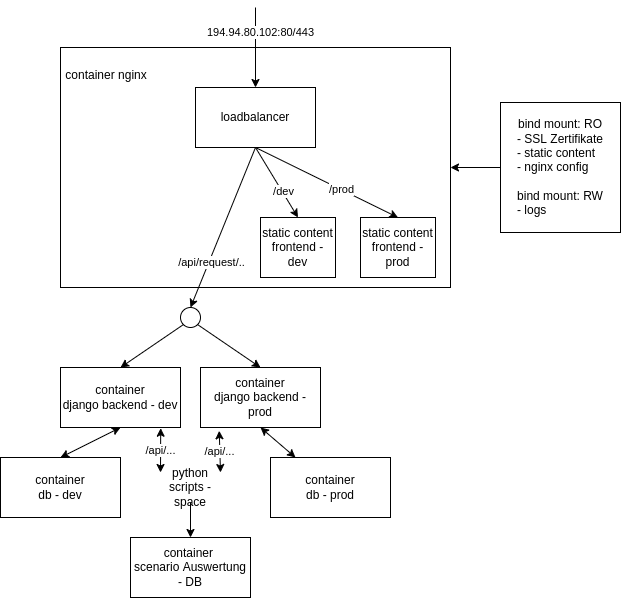 194.94.80.102:80/443
container nginx
loadbalancer
bind mount: RO
- SSL Zertifikate
- static content
- nginx config
bind mount: RW
- logs
/dev
/prod
static content
frontend -
dev
static content
frontend -
prod
/api/request/..
container
django backend - dev
container
django backend -
prod
/api/...
/api/...
container
db - dev
python
scripts -
space
container
db - prod
container
scenario Auswertung
- DB